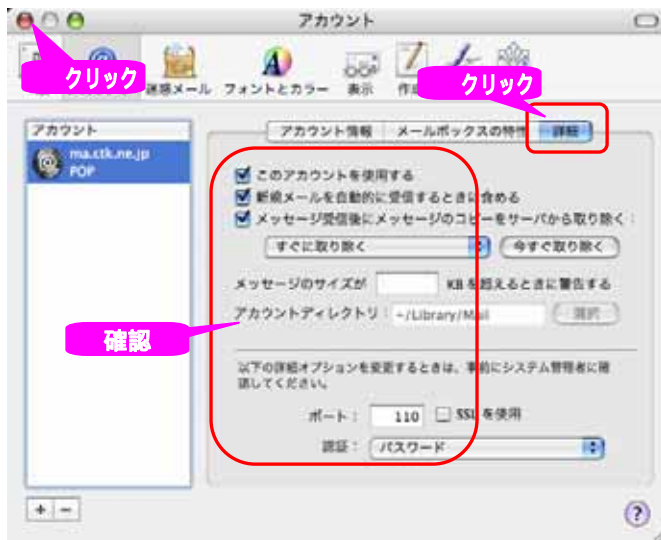 アカウント
クリック
迷惑メール
フォントとカラー
表示
作成
クリック
アカウント
ma.ctk.ne.jp
POP
アカウント情報
メールボックスの特性
詳細
このアカウントを使用する
新規メールを自動的に受信するときに含める
メッセージ受信後にメッセージのコピーをサーバから取り除く：
すぐに取り除く
今すぐ取り除く
メッセージのサイズが KB を超えるときに警告する
アカウントディレクトリ： ~/Library/Mail 選択
確認
以下の詳細オプションを変更するときは、事前にシステム管理者に確
認してください。
ポート： 110 SSL を使用
認証： パスワード
+ −
?